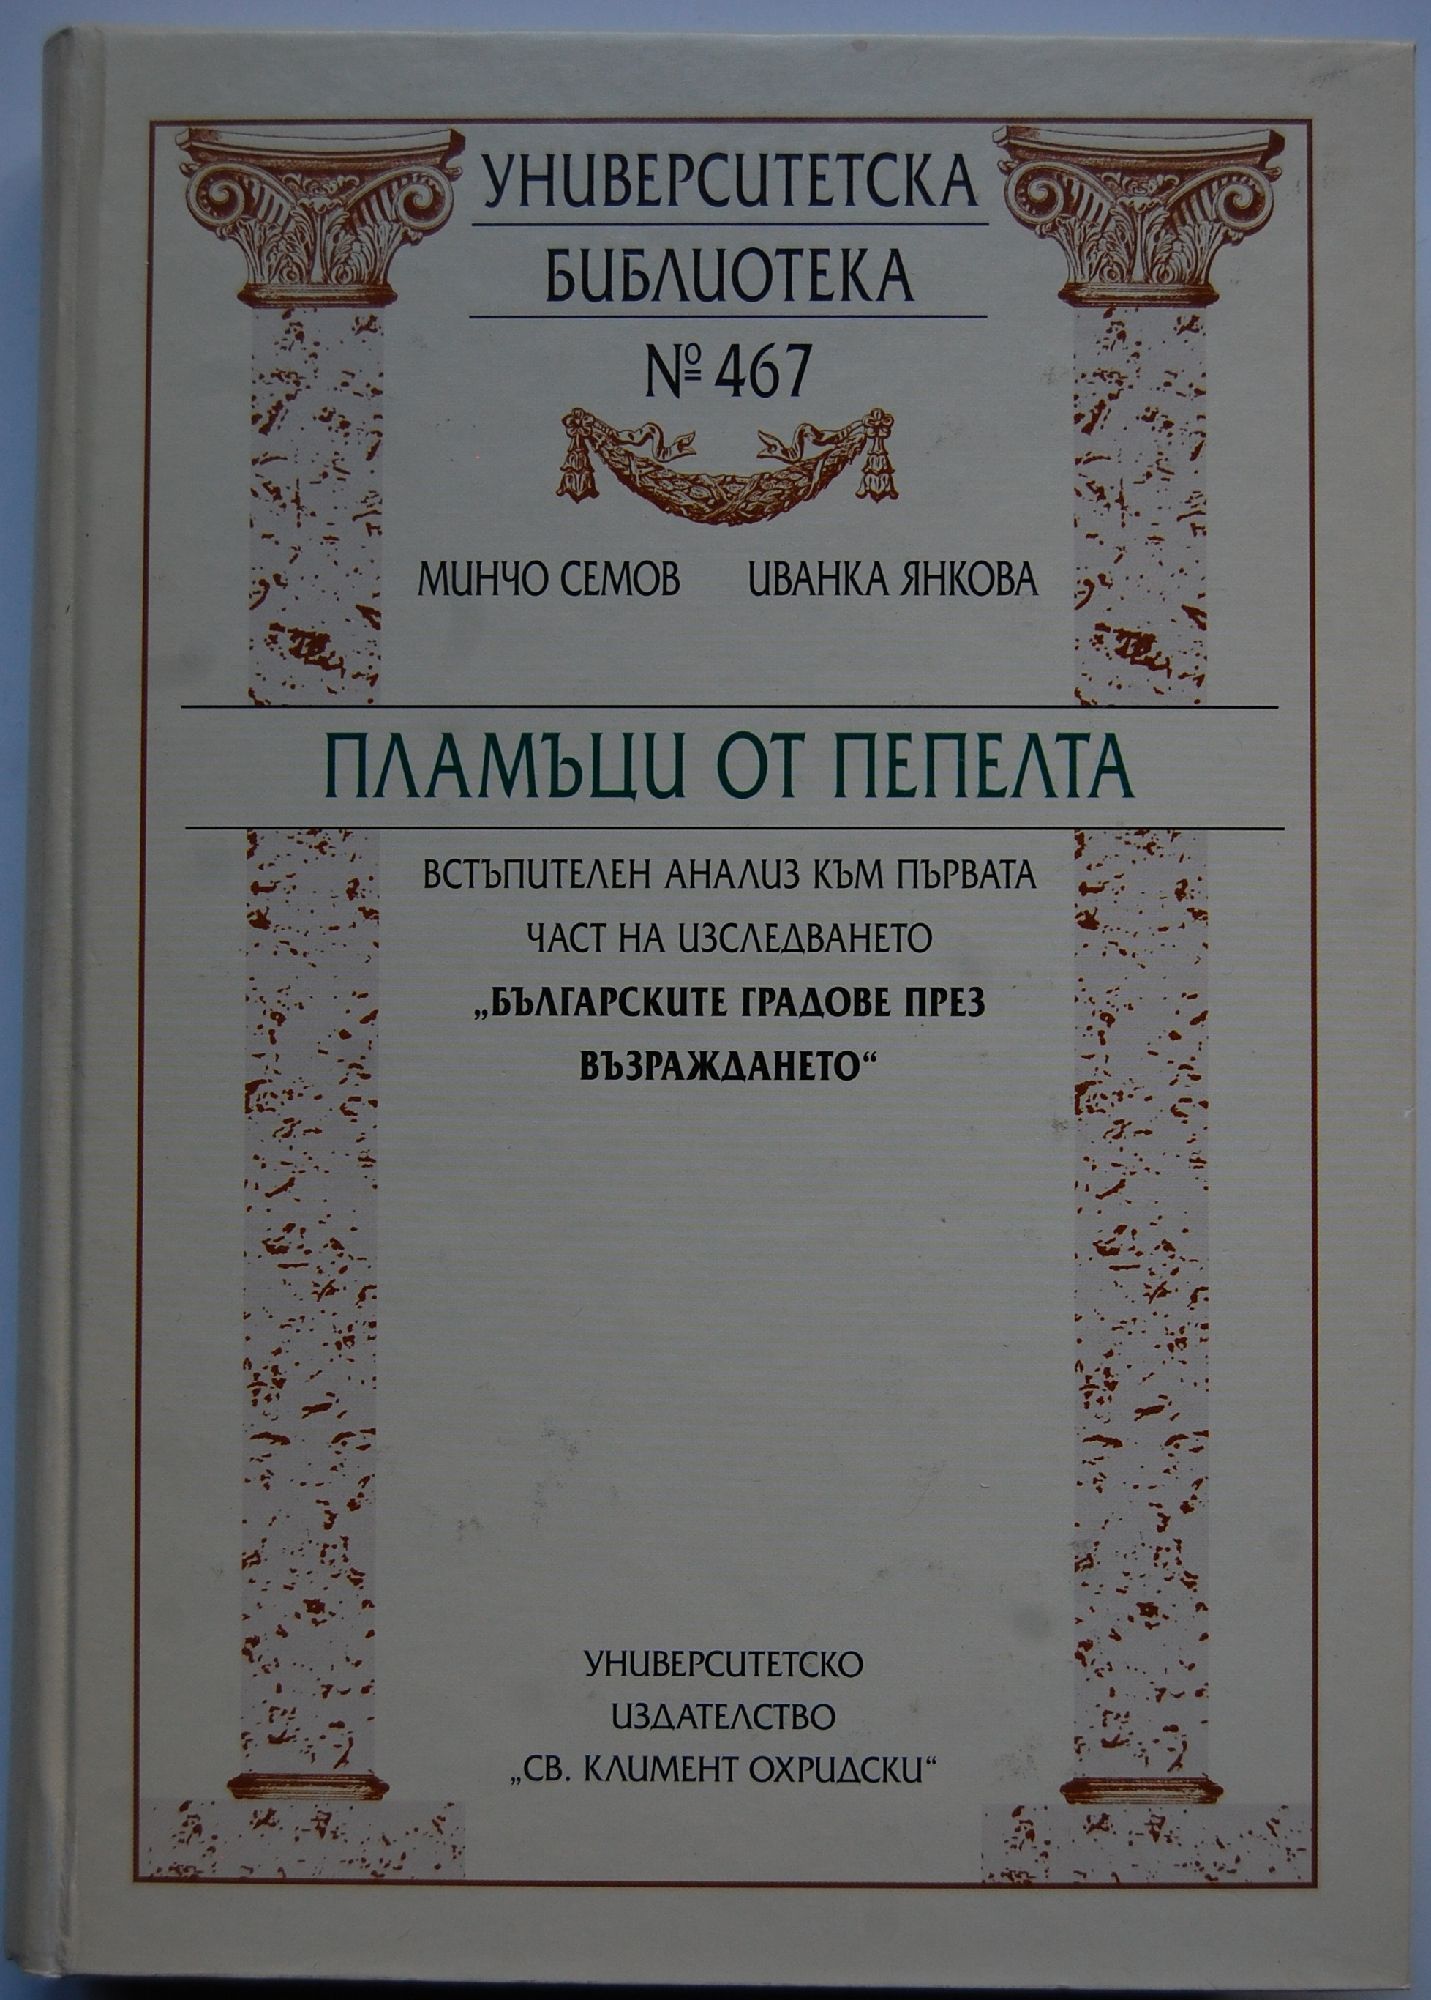 УНИВЕРСИТЕТСКА
БИБЛИОТЕКА
№ 467
МИНЧО СЕМОВ ИВАНКА ЯНКОВА
ПЛАМЪЦИ ОТ ПЕПЕЛТА
ВСТЪПИТЕЛЕН АНАЛИЗ КЪМ ПЪРВАТА
ЧАСТ НА ИЗСЛЕДВАНЕТО
„БЪЛГАРСКИТЕ ГРАДОВЕ ПРЕЗ
ВЪЗРАЖДАНЕТО“
УНИВЕРСИТЕТСКО
ИЗДАТЕЛСТВО
„СВ. КЛИМЕНТ ОХРИДСКИ“